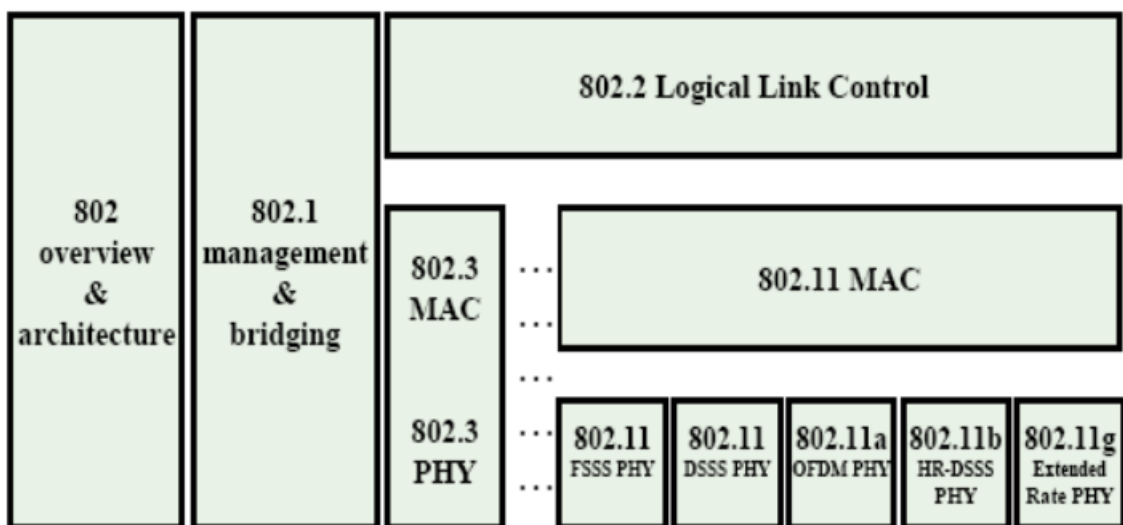 802
overview
&
architecture
802.1
management
&
bridging
802.2 Logical Link Control
802.3
MAC
802.3
PHY
...
...
...
...
...
802.11 MAC
802.11
FSSS PHY
802.11
DSSS PHY
802.11a
OFDM PHY
802.11b
HR-DSSS
PHY
802.11g
Extended
Rate PHY